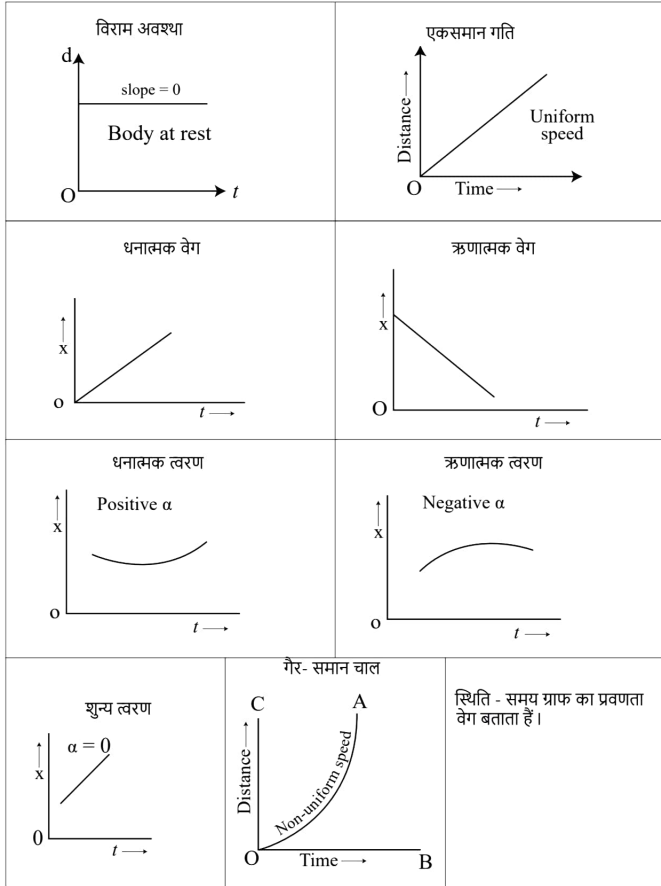 विराम अवश्था
d
slope = 0
Body at rest
O
t
एकसमान गति
Distance
Uniform
speed
O
Time
धनात्मक वेग
x
o
t
ऋणात्मक वेग
x
O
t
धनात्मक त्वरण
Positive α
x
o
t
ऋणात्मक त्वरण
Negative α
x
o
t
शुन्य त्वरण
α = 0
x
0
t
गैर- समान चाल
C
A
Distance
Non-uniform speed
O
Time
B
स्थिति - समय ग्राफ का प्रवणता
वेग बताता हैं ।